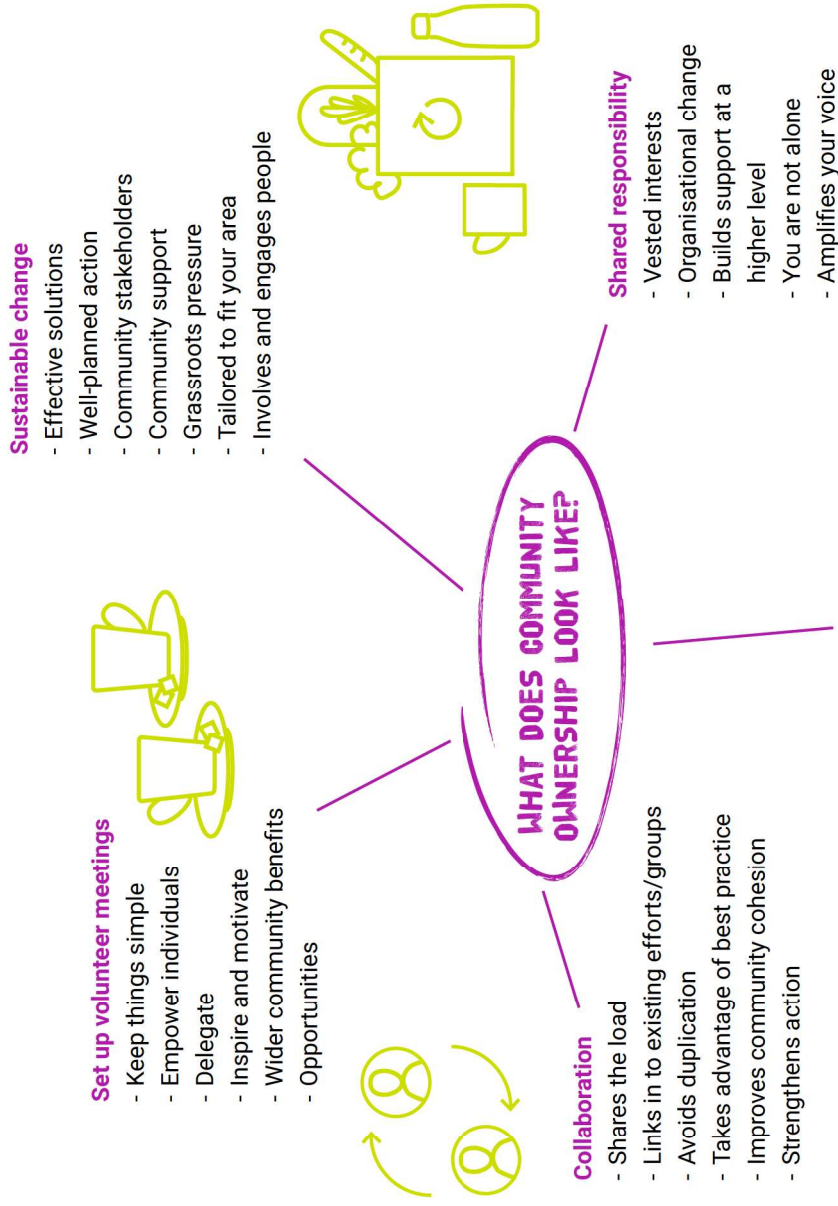 Set up volunteer meetings
- Keep things simple
- Empower individuals
- Delegate
- Inspire and motivate
- Wider community benefits
- Opportunities
Sustainable change
- Effective solutions
- Well-planned action
- Community stakeholders
- Community support
- Grassroots pressure
- Tailored to fit your area
- Involves and engages people
WHAT DOES COMMUNITY
OWNERSHIP LOOK LIKE?
Collaboration
- Shares the load
- Links in to existing efforts/groups
- Avoids duplication
- Takes advantage of best practice
- Improves community cohesion
- Strengthens action
Shared responsibility
- Vested interests
- Organisational change
- Builds support at a
higher level
- You are not alone
- Amplifies your voice